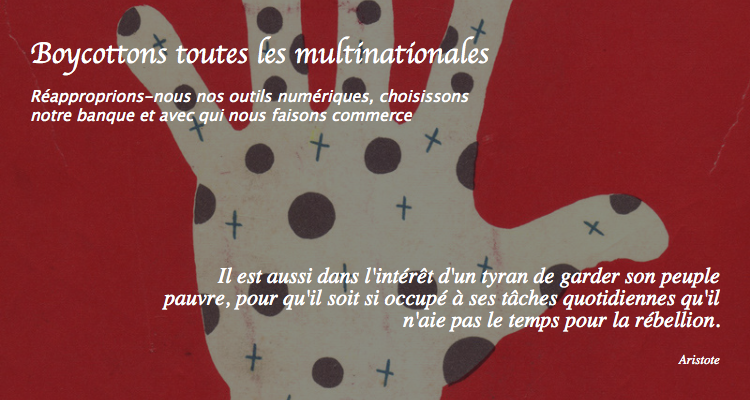 Boycottons toutes les multinationales
Réapproprions-nous nos outils numériques, choisissons
notre banque et avec qui nous faisons commerce
Il est aussi dans l'intérêt d'un tyran de garder son peuple
pauvre, pour qu'il soit si occupé à ses tâches quotidiennes qu'il
n'aie pas le temps pour la rébellion.
Aristote